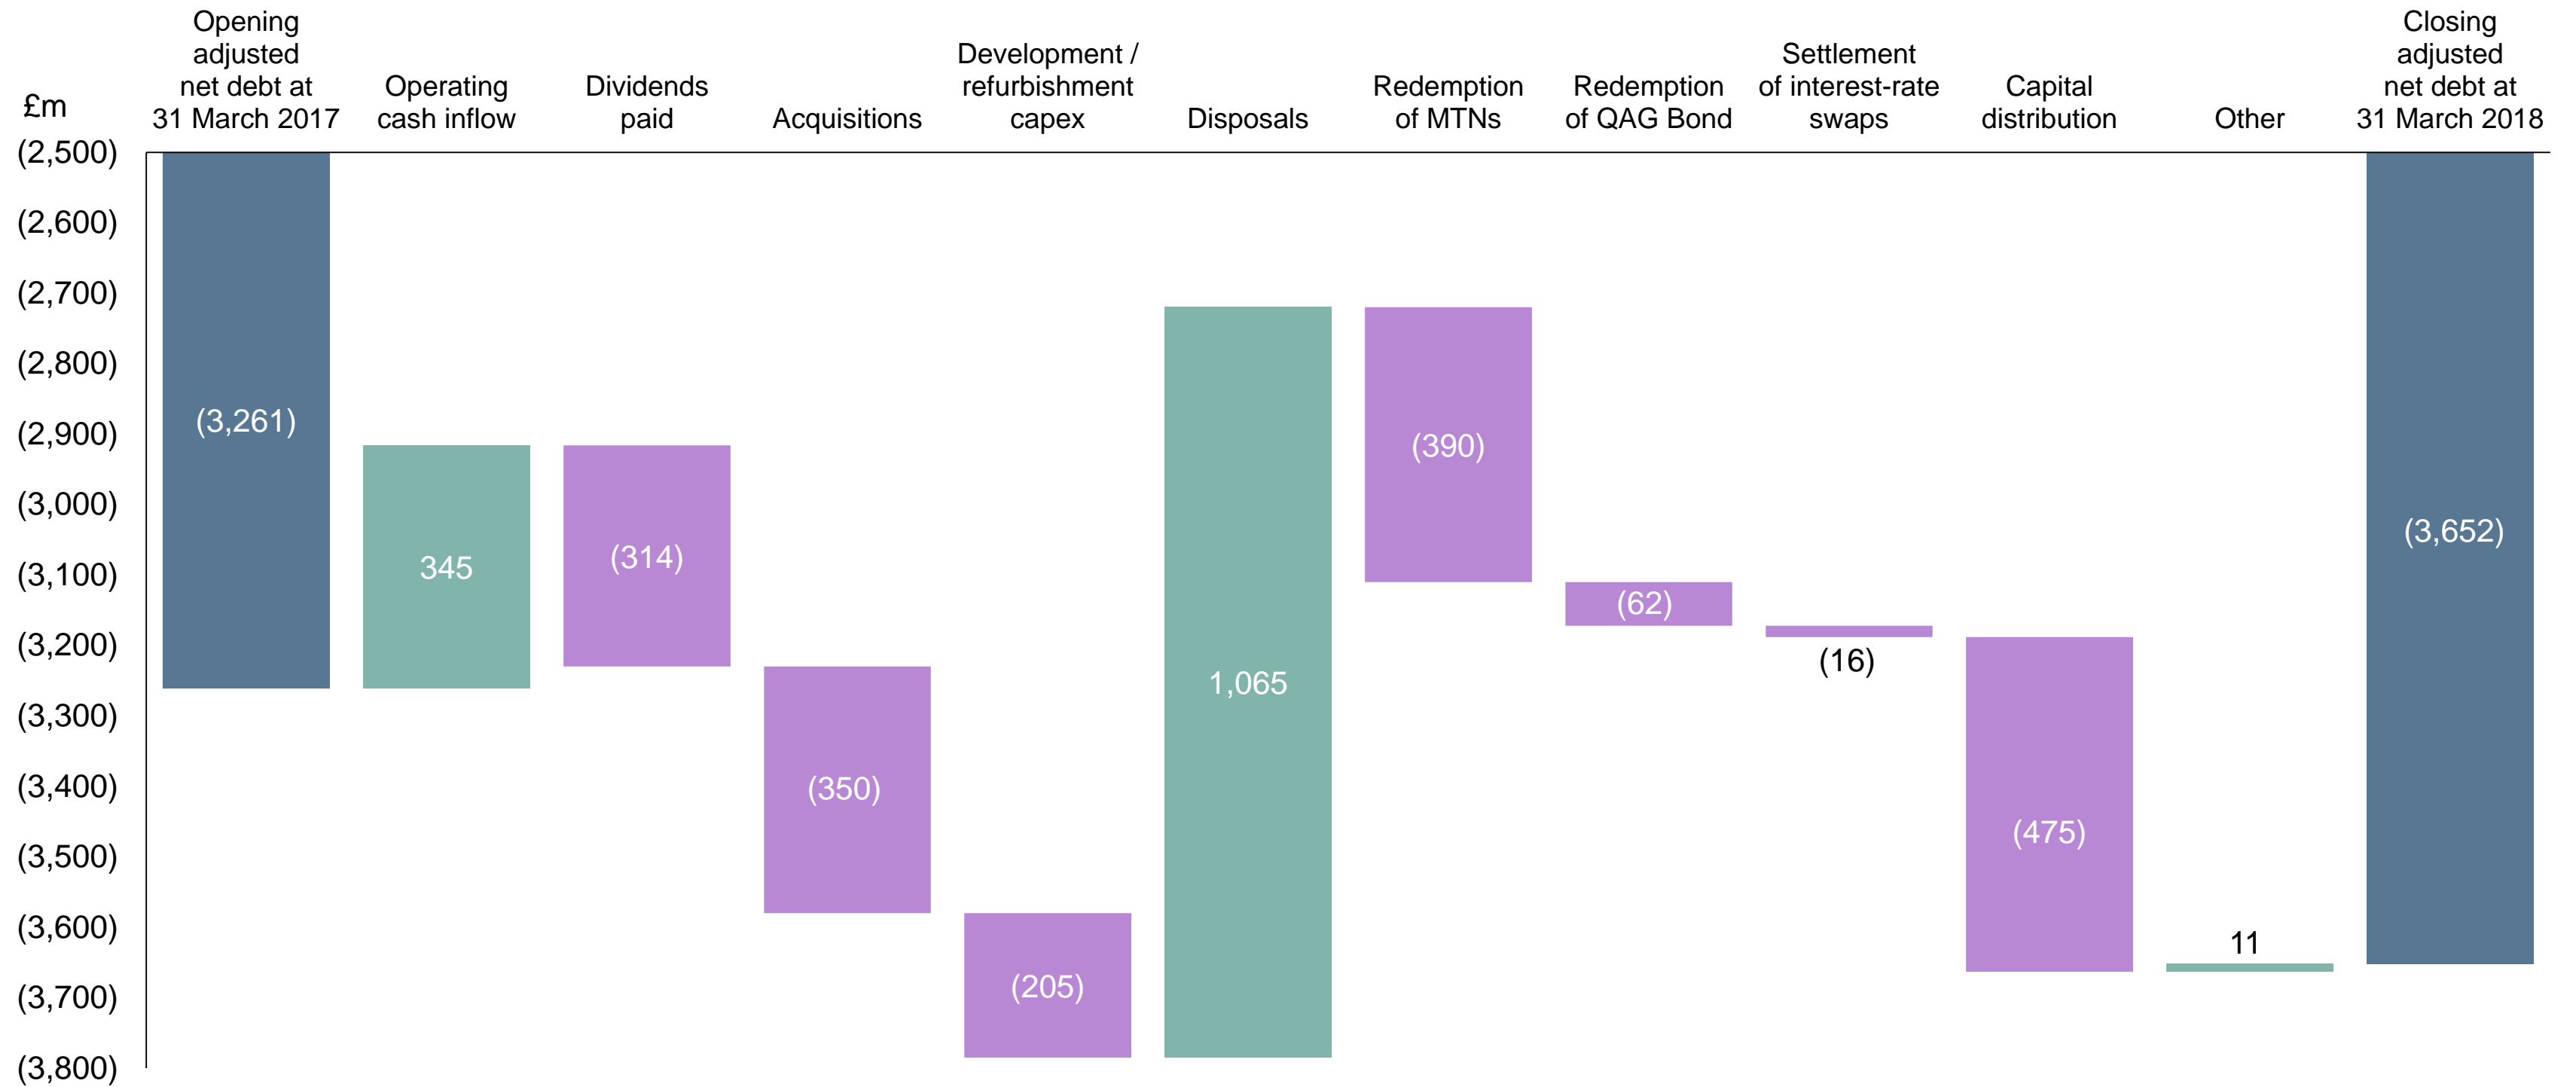 Opening
adjusted
net debt at
31 March 2017
Operating
cash inflow
Dividends
paid
Acquisitions
Development /
refurbishment
capex
Disposals
Redemption
of MTNs
Redemption
of QAG Bond
Settlement
of interest-rate
swaps
Capital
distribution
Other
Closing
adjusted
net debt at
31 March 2018
£m
(2,500)
(2,600)
(2,700)
(2,800)
(2,900)
(3,000)
(3,100)
(3,200)
(3,300)
(3,400)
(3,500)
(3,600)
(3,700)
(3,800)
(3,261)
345
(314)
(350)
(205)
1,065
(390)
(62)
(16)
(475)
11
(3,652)